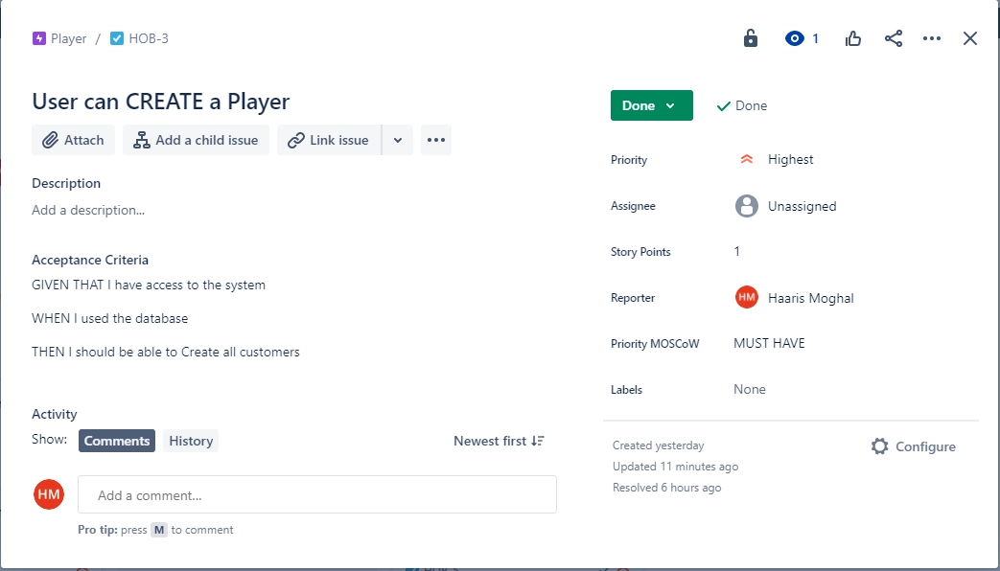 Player / HOB-3
1
User can CREATE a Player
Attach
Add a child issue
Link issue
Description
Add a description...
Acceptance Criteria
GIVEN THAT I have access to the system
WHEN I used the database
THEN I should be able to Create all customers
Activity
Show: Comments History
Newest first
HM
Add a comment...
Pro tip: press M to comment
Done
Done
Priority Highest
Assignee Unassigned
Story Points 1
Reporter HM Haaris Moghal
Priority MOSCoW MUST HAVE
Labels None
Created yesterday
Updated 11 minutes ago
Resolved 6 hours ago
Configure